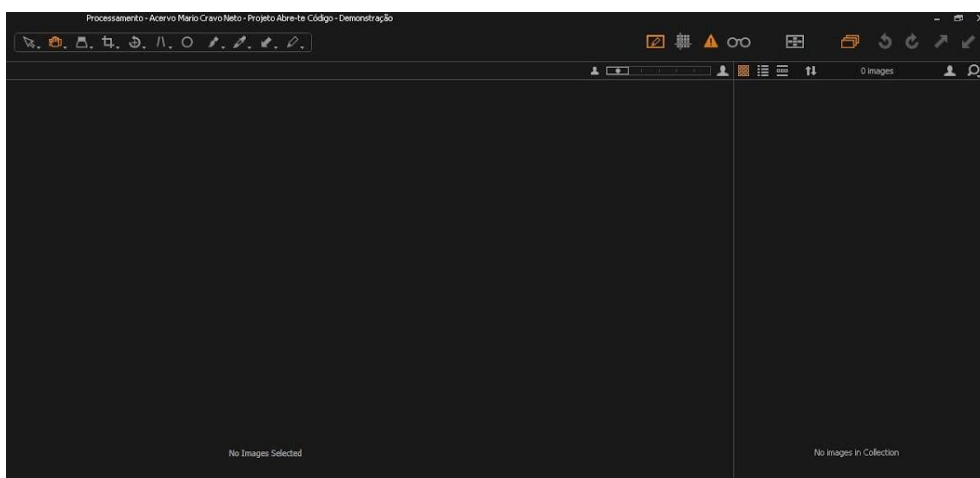 Processamento - Acervo Mario Cravo Neto - Projeto Abre-te Código - Demonstração
0 images
No Images Selected
No images in Collection